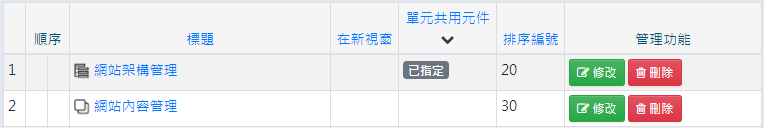 順序 標題 在新視窗 單元共用元件 排序編號 管理功能
1 網站架構管理 已指定 20 修改 刪除
2 網站內容管理 30 修改 刪除